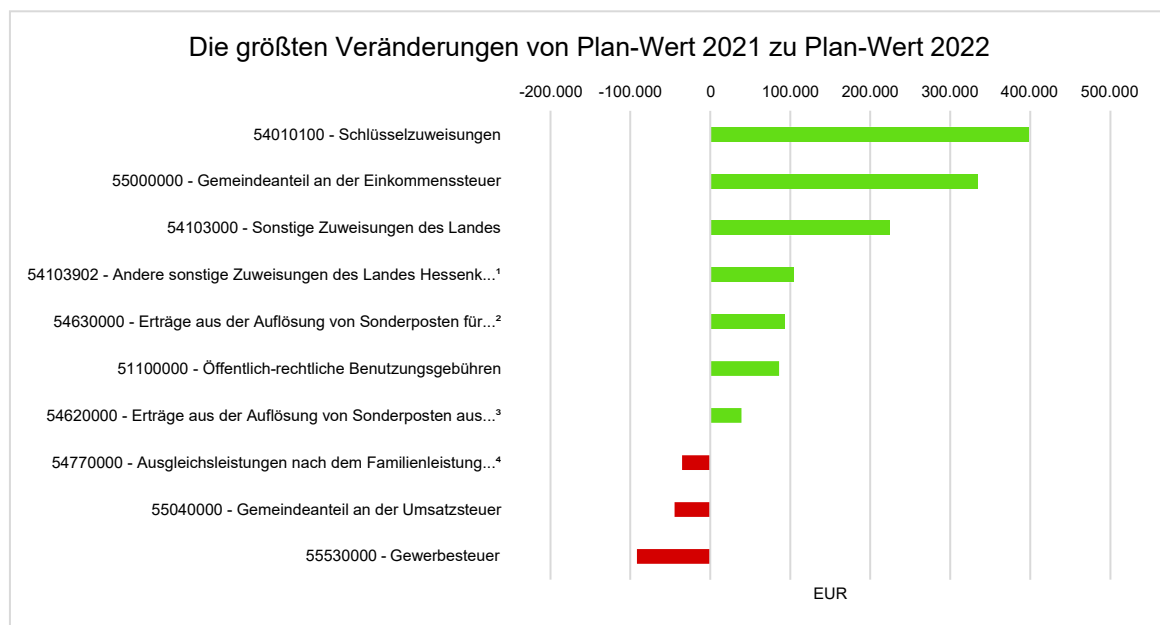 Die größten Veränderungen von Plan-Wert 2021 zu Plan-Wert 2022
-200.000 -100.000 0 100.000 200.000 300.000 400.000 500.000
54010100 - Schlüsselzuweisungen
55000000 - Gemeindeanteil an der Einkommenssteuer
54103000 - Sonstige Zuweisungen des Landes
54103902 - Andere sonstige Zuweisungen des Landes Hessenk...¹
54630000 - Erträge aus der Auflösung von Sonderposten für...²
51100000 - Öffentlich-rechtliche Benutzungsgebühren
54620000 - Erträge aus der Auflösung von Sonderposten aus...³
54770000 - Ausgleichsleistungen nach dem Familienleistung...⁴
55040000 - Gemeindeanteil an der Umsatzsteuer
55530000 - Gewerbesteuer
EUR